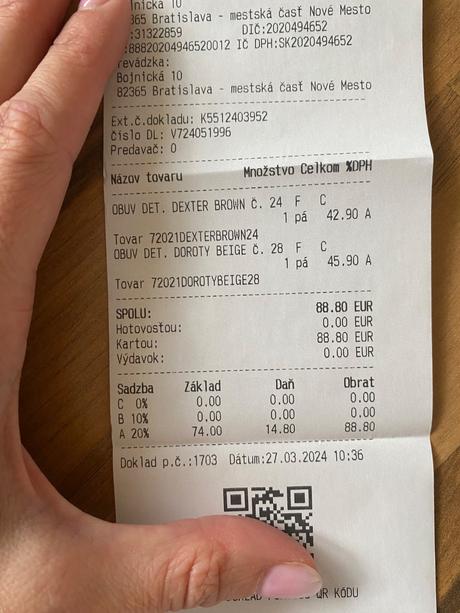 Bojnická 10
82365 Bratislava - mestská časť Nové Mesto
:31322859 DIČ:2020494652
:88820204946520012 IČ DPH:SK2020494652
Prevádzka:
Bojnická 10
82365 Bratislava - mestská časť Nové Mesto
Ext.č.dokladu: K5512403952
Číslo DL: V724051996
Predavač: 0
Názov tovaru Množstvo Celkom %DPH
OBUV DET. DEXTER BROWN č. 24 F C
1 pá 42.90 A
Tovar 72021DEXTERBROWN24
OBUV DET. DOROTY BEIGE č. 28 F C
1 pá 45.90 A
Tovar 72021DOROTYBEIGE28
SPOLU: 88.80 EUR
Hotovosťou: 0.00 EUR
Kartou: 88.80 EUR
Výdavok: 0.00 EUR
Sadzba Základ Daň Obrat
C 0% 0.00 0.00 0.00
B 10% 0.00 0.00 0.00
A 20% 74.00 14.80 88.80
Doklad p.č.:1703 Dátum:27.03.2024 10:36
QR KÓDU